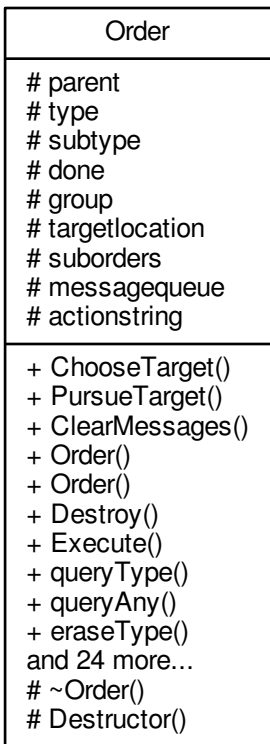 Order
# parent
# type
# subtype
# done
# group
# targetlocation
# suborders
# messagequeue
# actionstring
+ ChooseTarget()
+ PursueTarget()
+ ClearMessages()
+ Order()
+ Order()
+ Destroy()
+ Execute()
+ queryType()
+ queryAny()
+ eraseType()
and 24 more...
# ~Order()
# Destructor()